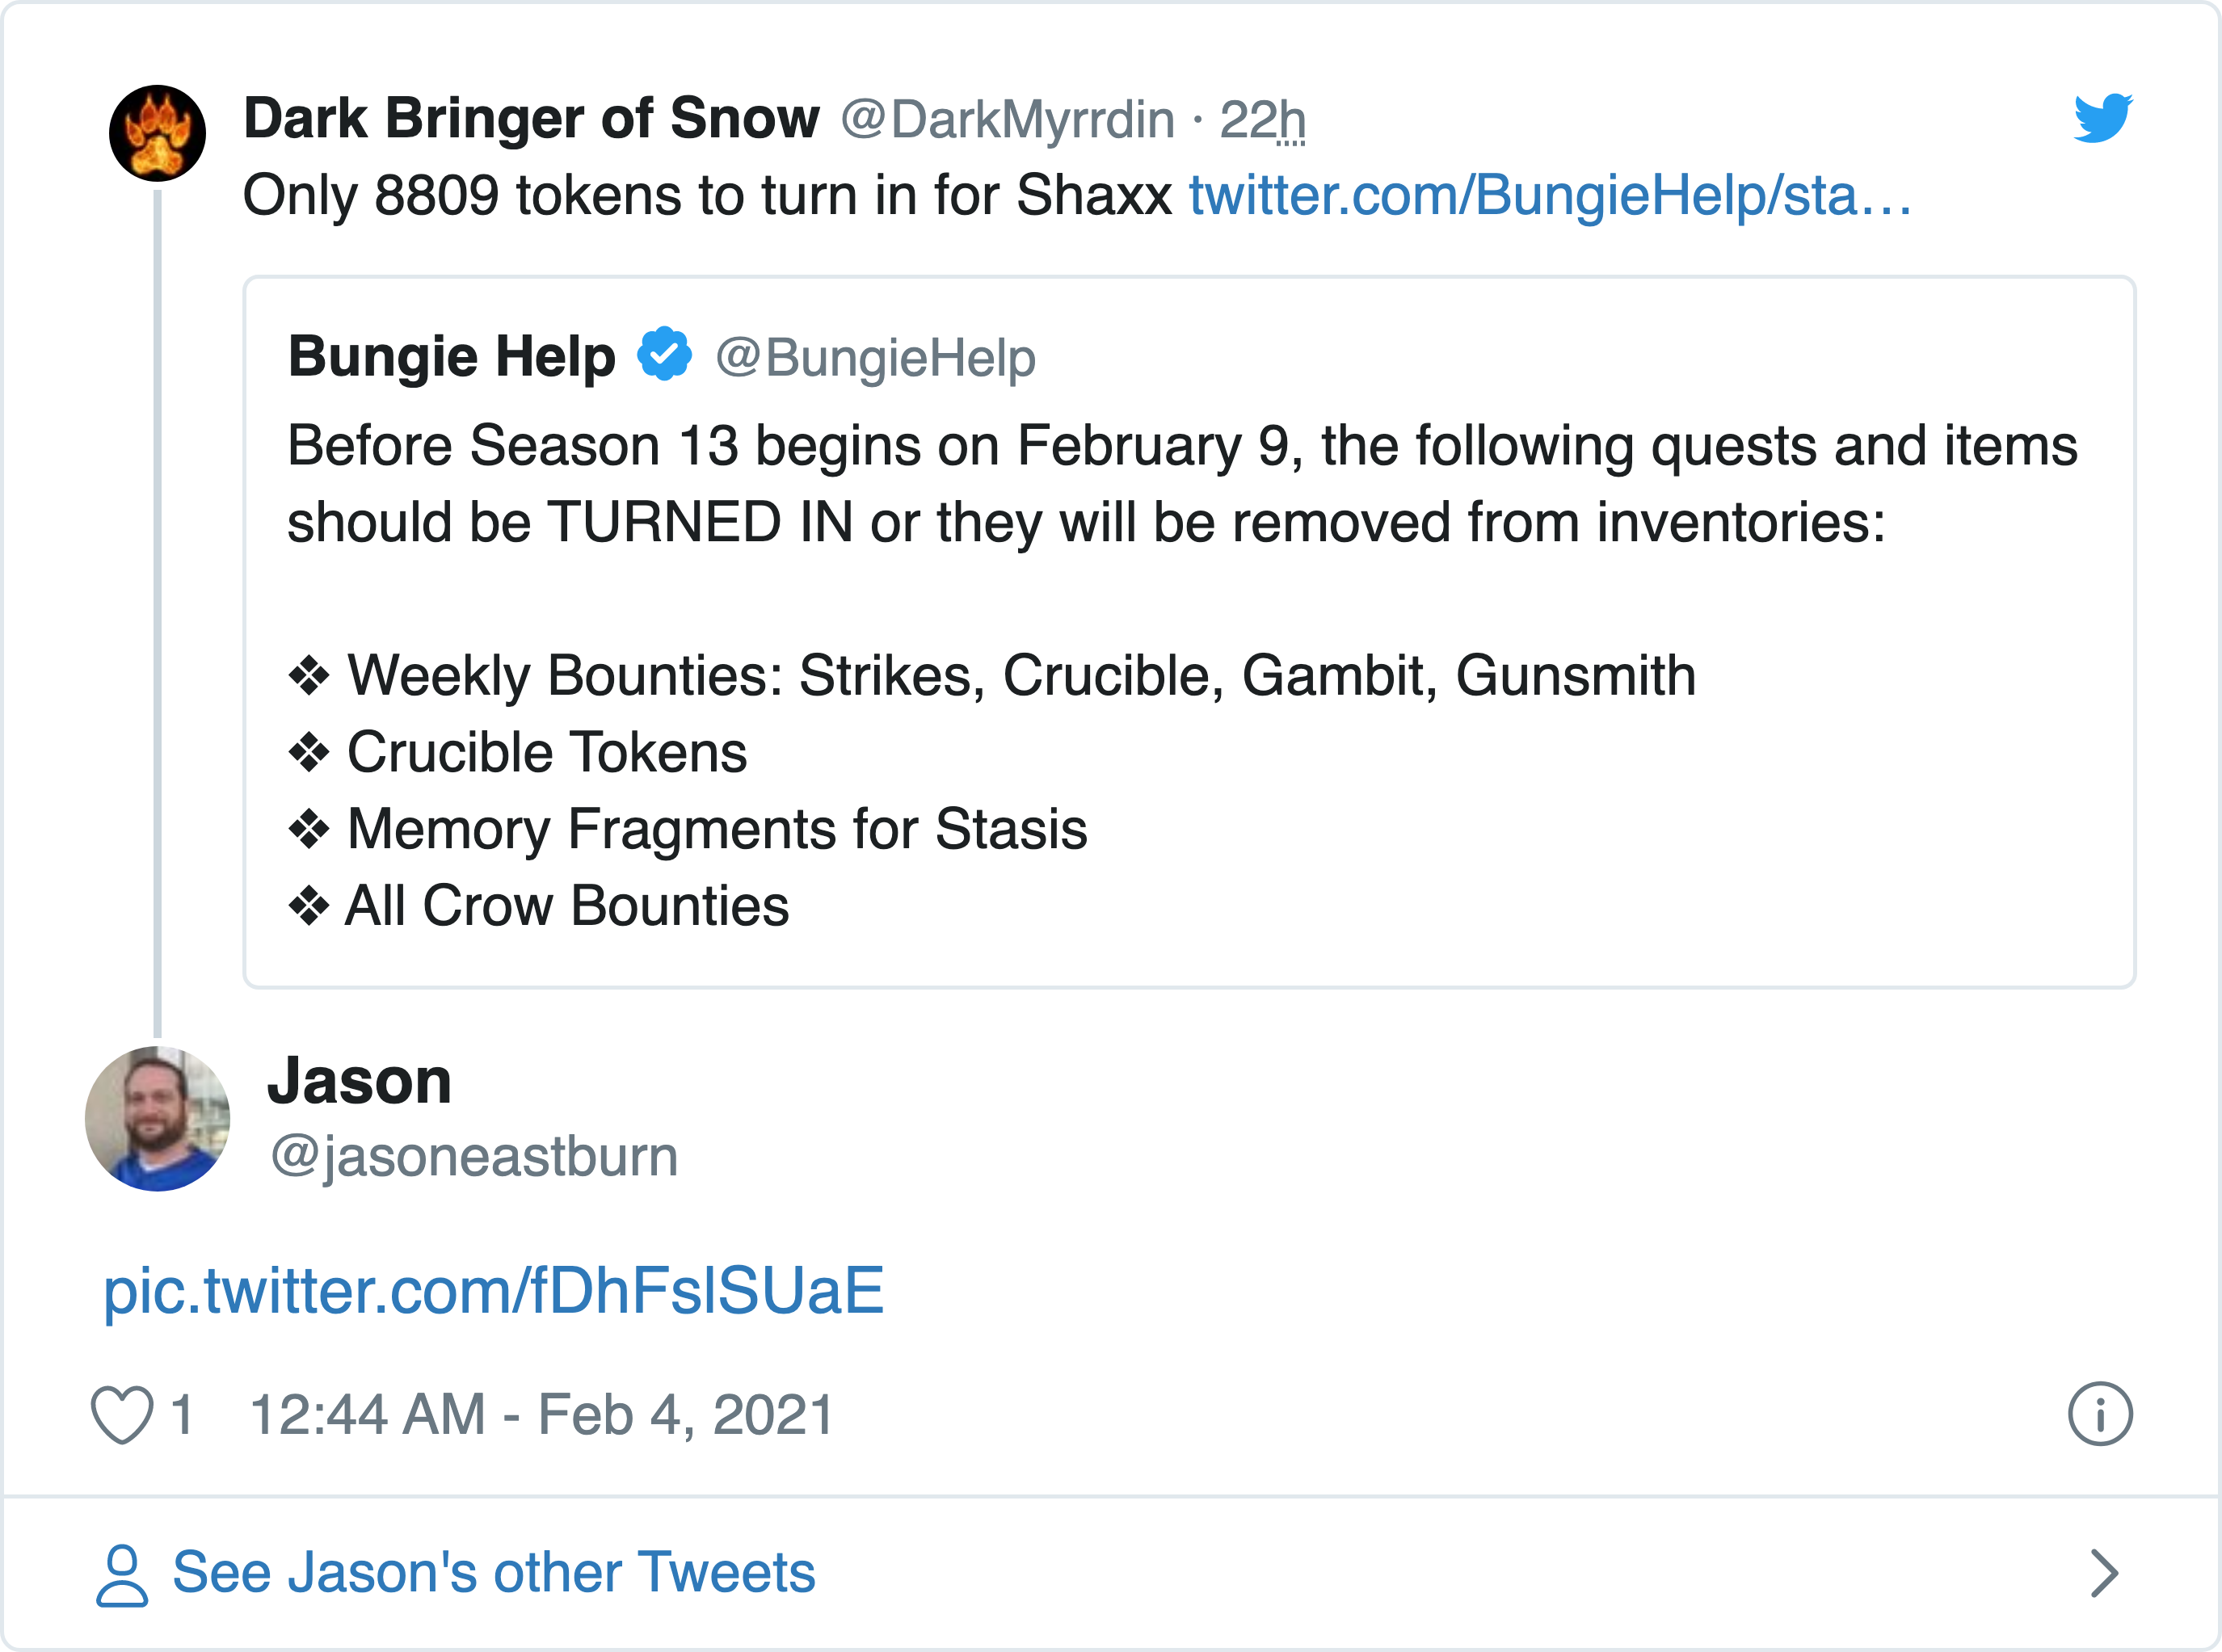 Dark Bringer of Snow @DarkMyrrdin · 22h
Only 8809 tokens to turn in for Shaxx twitter.com/BungieHelp/sta…
Bungie Help @BungieHelp
Before Season 13 begins on February 9, the following quests and items
should be TURNED IN or they will be removed from inventories:
❖ Weekly Bounties: Strikes, Crucible, Gambit, Gunsmith
❖ Crucible Tokens
❖ Memory Fragments for Stasis
❖ All Crow Bounties
Jason
@jasoneastburn
pic.twitter.com/fDhFslSUaE
1 12:44 AM - Feb 4, 2021
See Jason's other Tweets